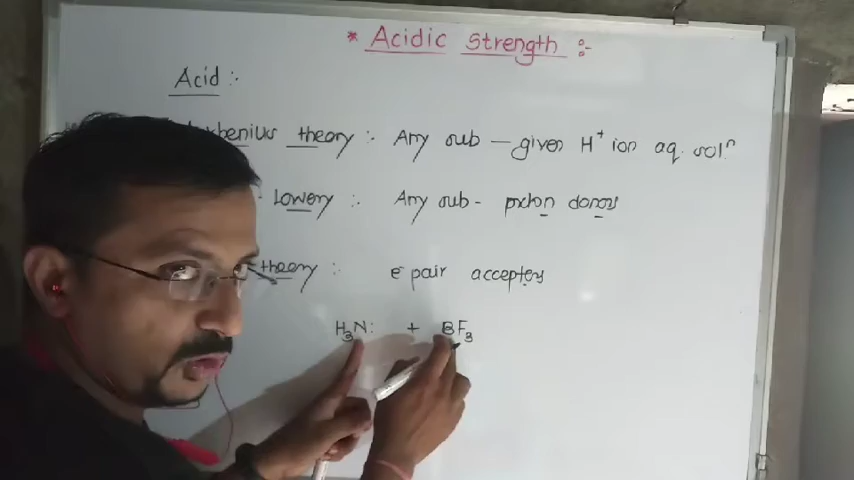 * Acidic Strength :-
Acid :-
theory :- Any sub — given H⁺ ion aq. solⁿ
Lowery :- Any sub - proton donor
theory : e⁻ pair acceptor
H₃N: + BF₃